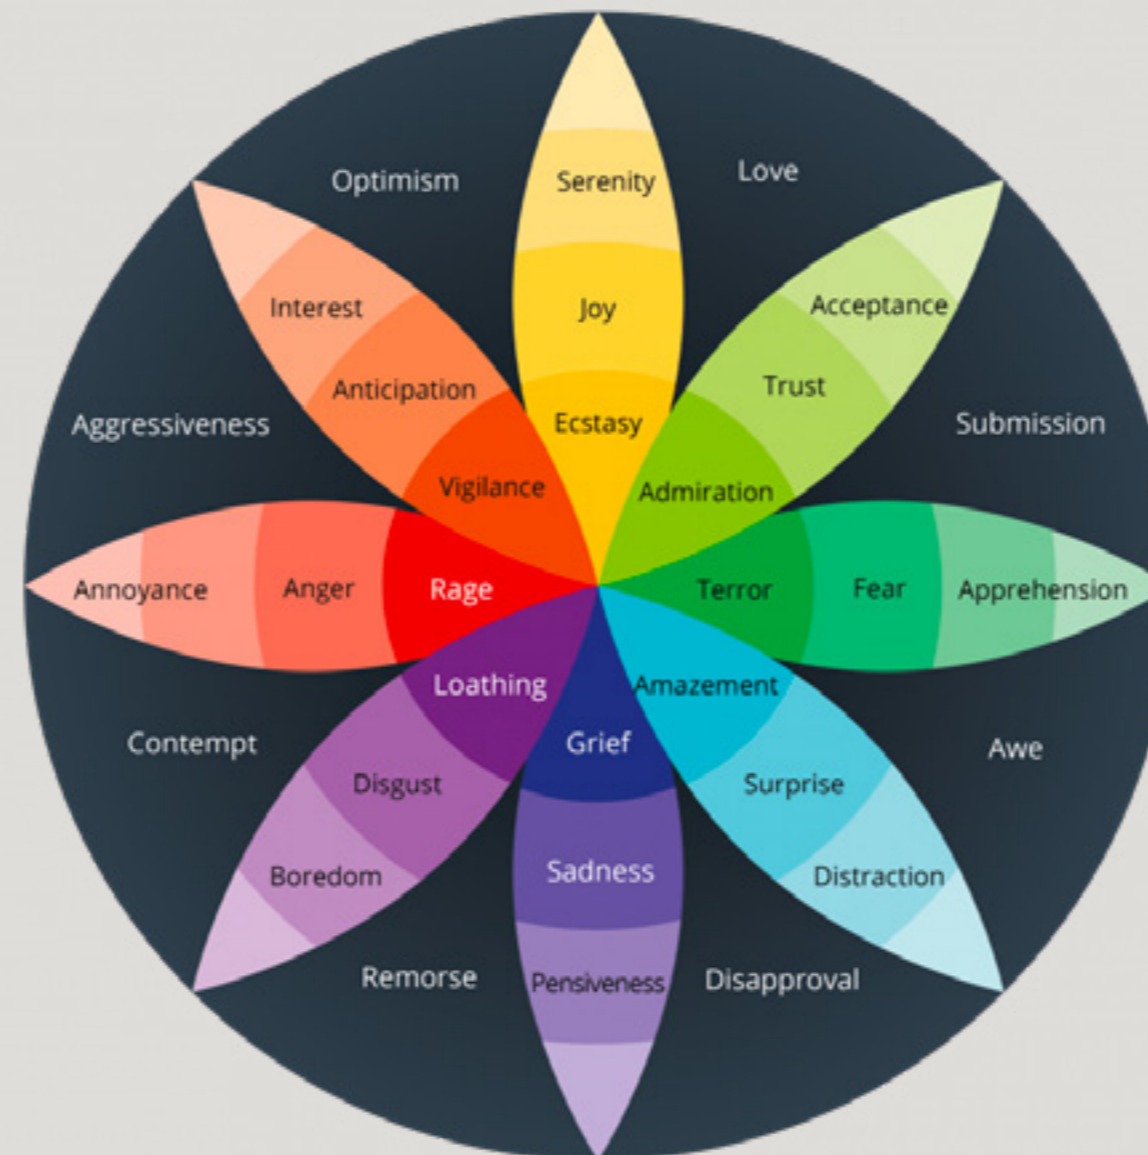 Optimism
Serenity
Love
Interest
Joy
Acceptance
Anticipation
Trust
Aggressiveness
Ecstasy
Submission
Vigilance
Admiration
Annoyance
Anger
Rage
Terror
Fear
Apprehension
Loathing
Amazement
Contempt
Grief
Awe
Disgust
Surprise
Boredom
Sadness
Distraction
Remorse
Pensiveness
Disapproval